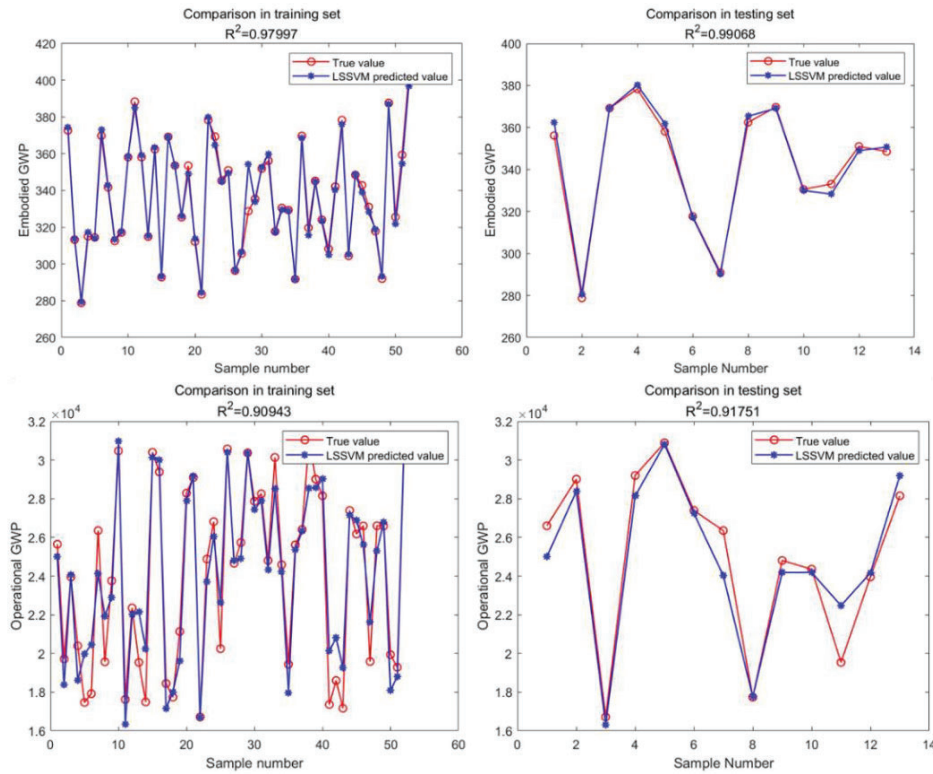 Comparison in training set
R²=0.97997
420
400
380
360
340
320
300
280
260
Embodied GWP
True value
LSSVM predicted value
0 10 20 30 40 50 60
Sample number
Comparison in testing set
R²=0.99068
400
380
360
340
320
300
280
260
Embodied GWP
True value
LSSVM predicted value
0 2 4 6 8 10 12 14
Sample Number
Comparison in training set
R²=0.90943
×10⁴
3.2
3
2.8
2.6
2.4
2.2
2
1.8
1.6
Operational GWP
True value
LSSVM predicted value
0 10 20 30 40 50 60
Sample number
Comparison in testing set
R²=0.91751
×10⁴
3.2
3
2.8
2.6
2.4
2.2
2
1.8
1.6
Operational GWP
True value
LSSVM predicted value
0 2 4 6 8 10 12 14
Sample number